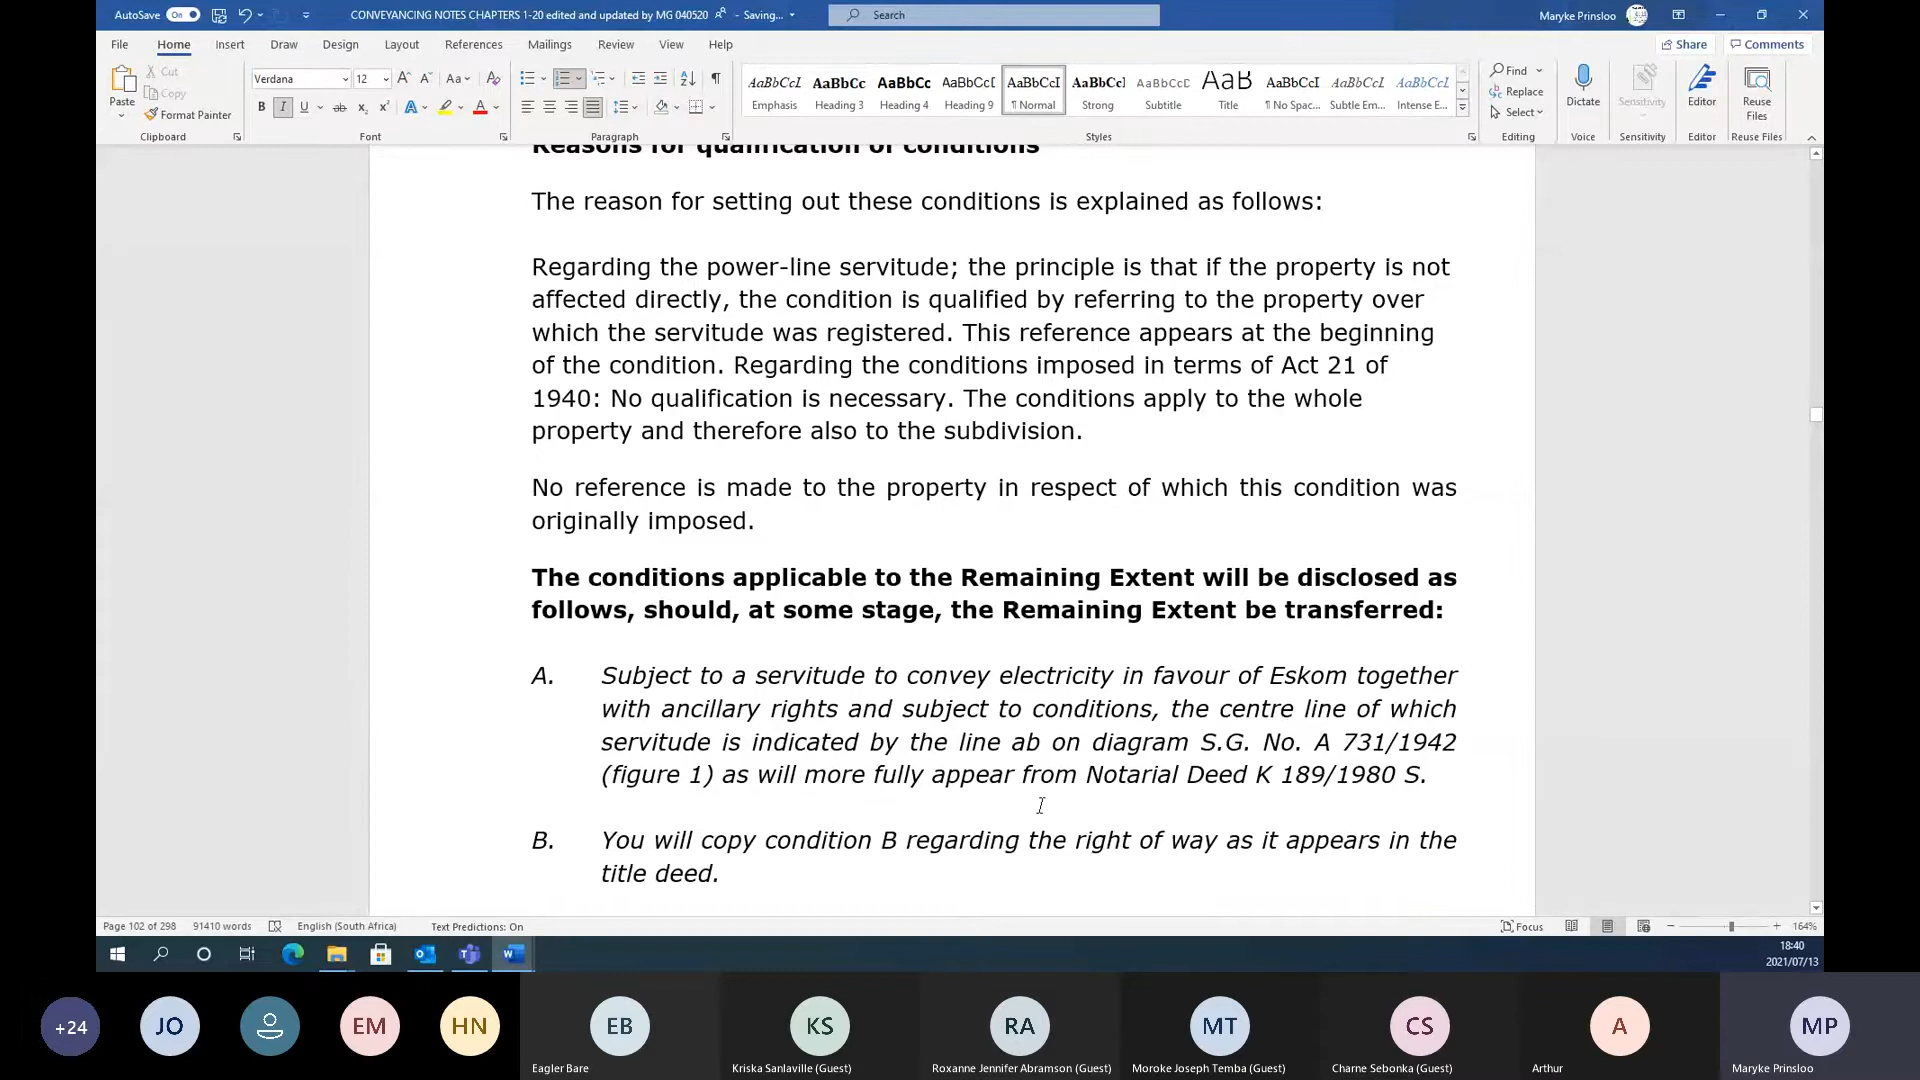 AutoSave On CONVEYANCING NOTES CHAPTERS 1-20 edited and updated by MG 040520 - Saving... Search Maryke Prinsloo
File Home Insert Draw Design Layout References Mailings Review View Help Share Comments
Paste Cut Copy Format Painter
Clipboard
Verdana 12
Font
Paragraph
AaBbCcI Emphasis
AaBbCc Heading 3
AaBbCc Heading 4
AaBbCcI Heading 9
AaBbCcI ¶ Normal
AaBbCcI Strong
AaBbCcD Subtitle
AaB Title
AaBbCcI ¶ No Spac...
AaBbCcI Subtle Em...
AaBbCcI Intense E...
Styles
Find Replace Select
Editing
Dictate
Voice
Sensitivity
Sensitivity
Editor
Editor
Reuse Files
Reuse Files
Reasons for qualification of conditions
The reason for setting out these conditions is explained as follows:
Regarding the power-line servitude; the principle is that if the property is not
affected directly, the condition is qualified by referring to the property over
which the servitude was registered. This reference appears at the beginning
of the condition. Regarding the conditions imposed in terms of Act 21 of
1940: No qualification is necessary. The conditions apply to the whole
property and therefore also to the subdivision.
No reference is made to the property in respect of which this condition was
originally imposed.
The conditions applicable to the Remaining Extent will be disclosed as
follows, should, at some stage, the Remaining Extent be transferred:
A. Subject to a servitude to convey electricity in favour of Eskom together
with ancillary rights and subject to conditions, the centre line of which
servitude is indicated by the line ab on diagram S.G. No. A 731/1942
(figure 1) as will more fully appear from Notarial Deed K 189/1980 S.
B. You will copy condition B regarding the right of way as it appears in the
title deed.
Page 102 of 298 91410 words English (South Africa) Text Predictions: On Focus 164%
18:40
2021/07/13
+24 JO EM HN EB KS RA MT CS A MP
Eagler Bare Kriska Sanlaville (Guest) Roxanne Jennifer Abramson (Guest) Moroke Joseph Temba (Guest) Charne Sebonka (Guest) Arthur Maryke Prinsloo